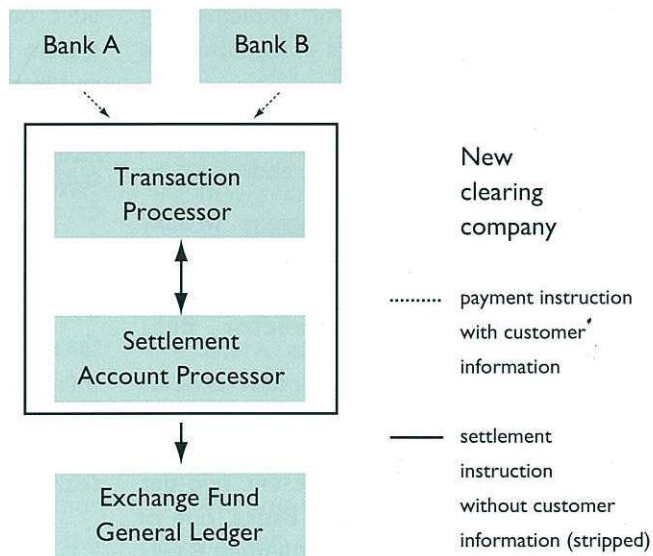 Bank A
Bank B
Transaction
Processor
Settlement
Account Processor
Exchange Fund
General Ledger
New
clearing
company
payment instruction
with customer
information
settlement
instruction
without customer
information (stripped)